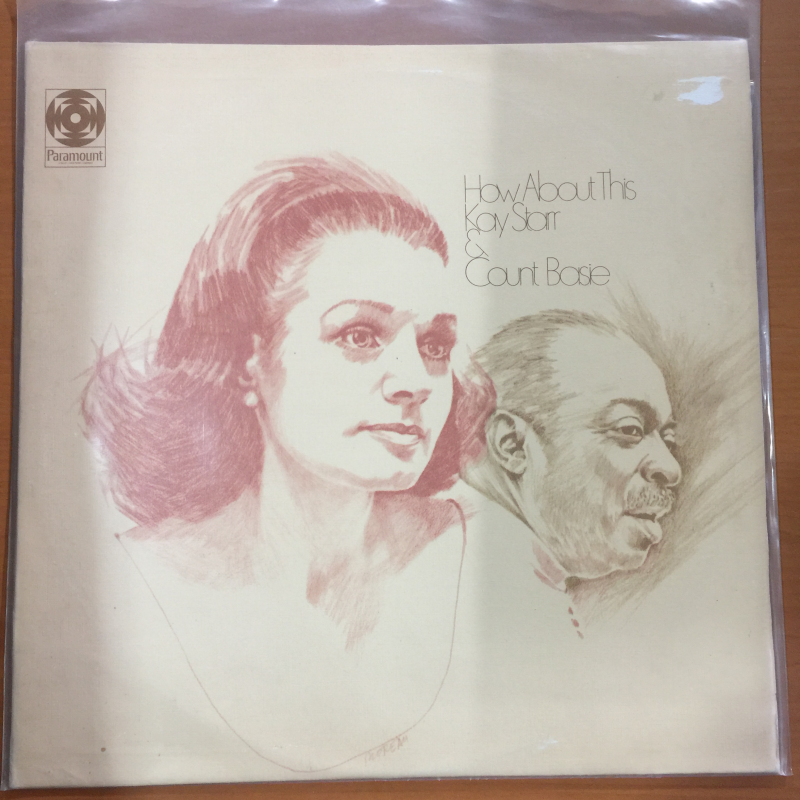 Paramount
How About This
Kay Starr
&
Count Basie